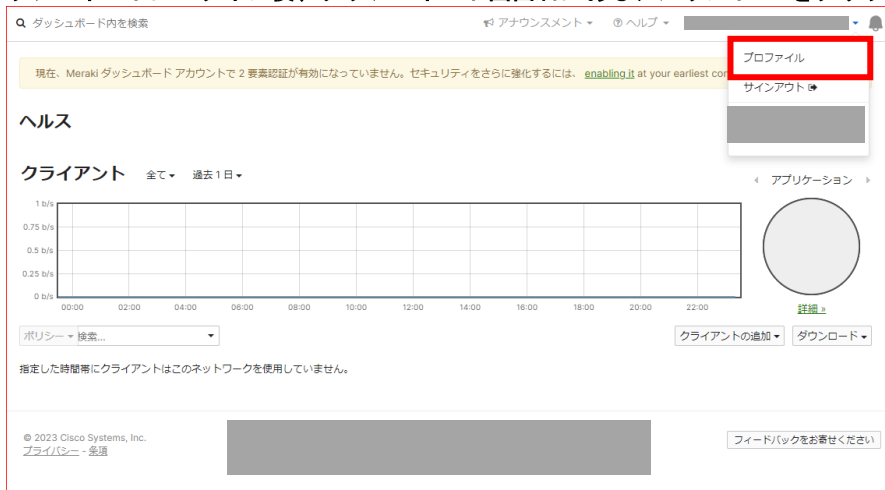 ダッシュボード内を検索 アナウンスメント ヘルプ
プロファイル
サインアウト
現在、Meraki ダッシュボード アカウントで 2 要素認証が有効になっていません。セキュリティをさらに強化するには、 enabling it at your earliest
ヘルス
クライアント 全て 過去 1 日
アプリケーション
1 b/s
0.75 b/s
0.5 b/s
0.25 b/s
0 b/s
00:00 02:00 04:00 06:00 08:00 10:00 12:00 14:00 16:00 18:00 20:00 22:00
詳細 »
ポリシー 検索... クライアントの追加 ダウンロード
指定した時間帯にクライアントはこのネットワークを使用していません。
© 2023 Cisco Systems, Inc.
プライバシー - 条項
フィードバックをお寄せください